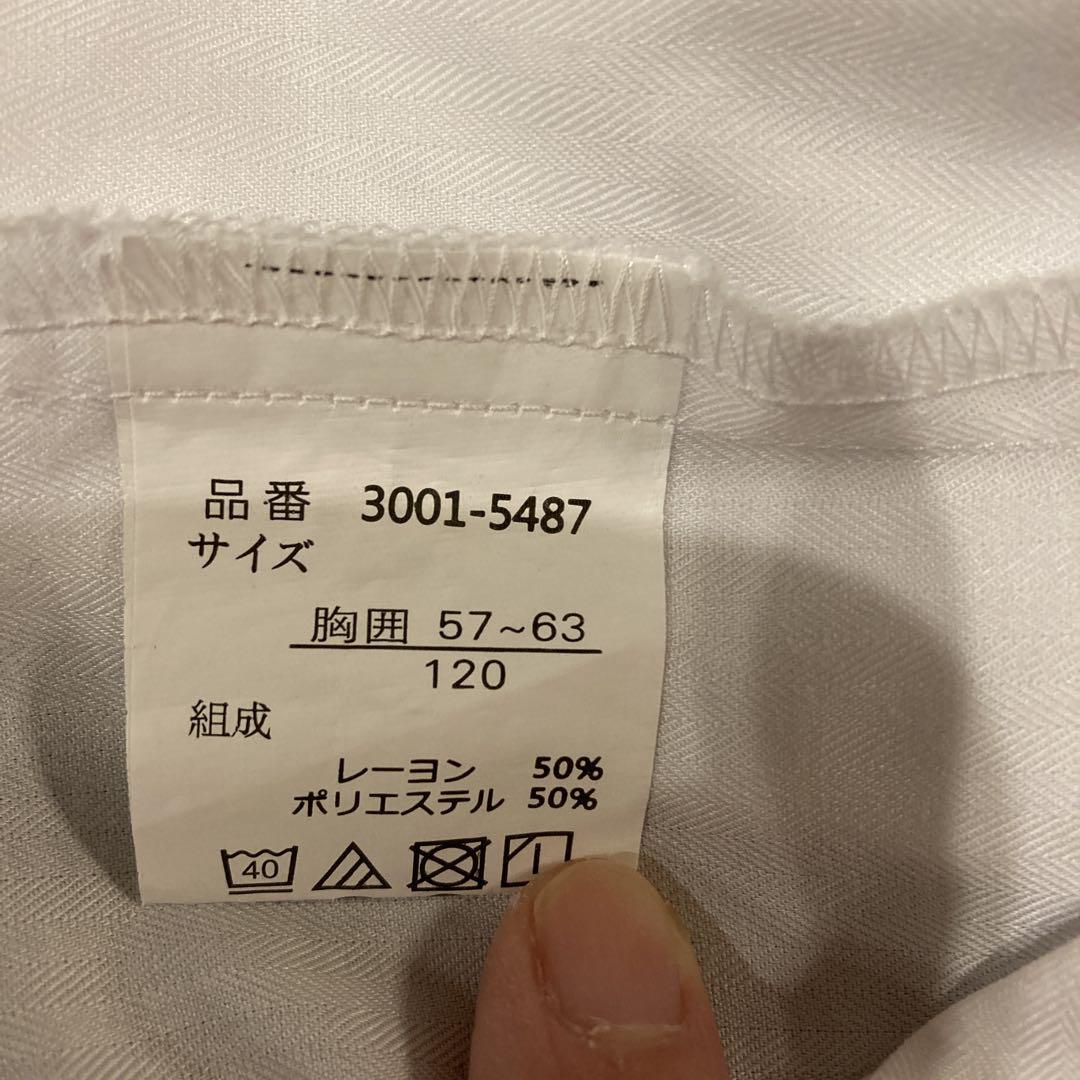 品番 3001-5487
サイズ
胸囲 57~63
120
組成
レーヨン 50%
ポリエステル 50%
40